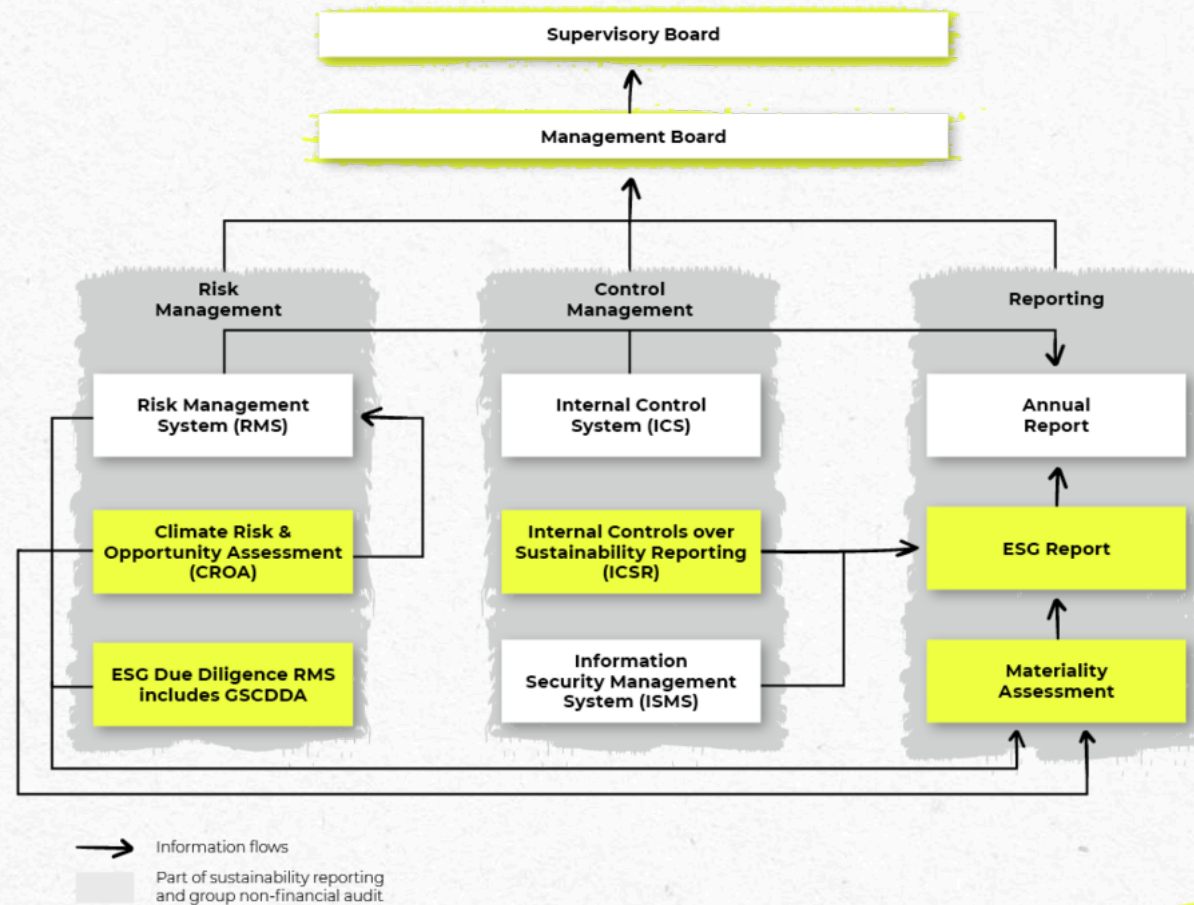 Supervisory Board
Management Board
Risk
Management
Control
Management
Reporting
Risk Management
System (RMS)
Internal Control
System (ICS)
Annual
Report
Climate Risk &
Opportunity Assessment
(CROA)
Internal Controls over
Sustainability Reporting
(ICSR)
ESG Report
ESG Due Diligence RMS
includes GSCDDA
Information
Security Management
System (ISMS)
Materiality
Assessment
Information flows
Part of sustainability reporting
and group non-financial audit